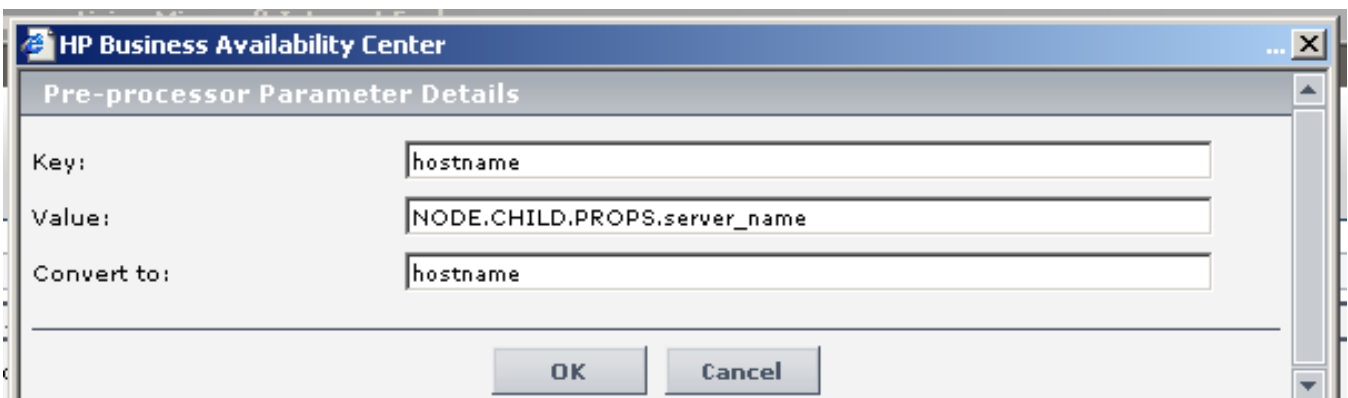 HP Business Availability Center ...
Pre-processor Parameter Details
Key: hostname
Value: NODE.CHILD.PROPS.server_name
Convert to: hostname
OK Cancel